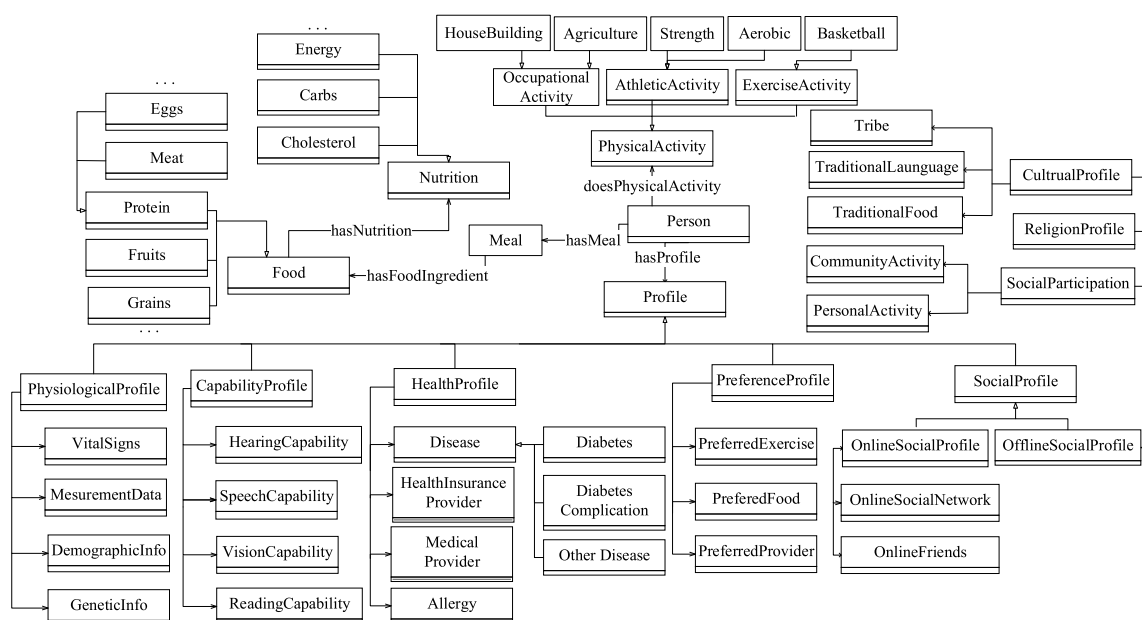 HouseBuilding
Agriculture
Strength
Aerobic
Basketball
. . .
Energy
Carbs
Cholesterol
Nutrition
. . .
Eggs
Meat
Protein
Fruits
Grains
. . .
Occupational
Activity
AthleticActivity
ExerciseActivity
PhysicalActivity
doesPhysicalActivity
Person
hasNutrition
Food
hasFoodIngredient
Meal
hasMeal
hasProfile
Profile
Tribe
TraditionalLaunguage
TraditionalFood
CultrualProfile
ReligionProfile
CommunityActivity
PersonalActivity
SocialParticipation
PhysiologicalProfile
VitalSigns
MesurementData
DemographicInfo
GeneticInfo
CapabilityProfile
HearingCapability
SpeechCapability
VisionCapability
ReadingCapability
HealthProfile
Disease
HealthInsurance
Provider
Medical
Provider
Allergy
Diabetes
Diabetes
Complication
Other Disease
PreferenceProfile
PreferredExercise
PreferedFood
PreferredProvider
SocialProfile
OnlineSocialProfile
OfflineSocialProfile
OnlineSocialNetwork
OnlineFriends